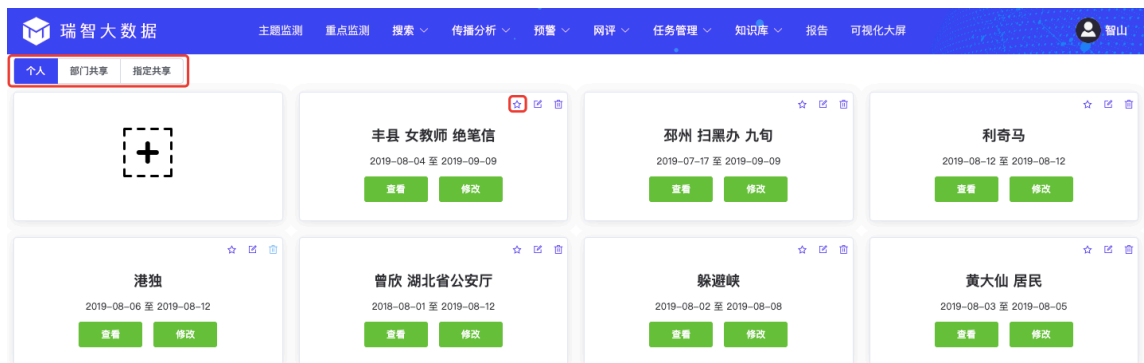 瑞智大数据 主题监测 重点监测 搜索 传播分析 预警 网评 任务管理 知识库 报告 可视化大屏 智山
个人 部门共享 指定共享
丰县 女教师 绝笔信 邳州 扫黑办 九旬 利奇马
2019-08-04 至 2019-09-09 2019-07-17 至 2019-09-09 2019-08-12 至 2019-08-12
查看 修改 查看 修改 查看 修改
港独 曾欣 湖北省公安厅 躲避峡 黄大仙 居民
2019-08-06 至 2019-08-12 2018-08-01 至 2019-08-12 2019-08-02 至 2019-08-08 2019-08-03 至 2019-08-05
查看 修改 查看 修改 查看 修改 查看 修改